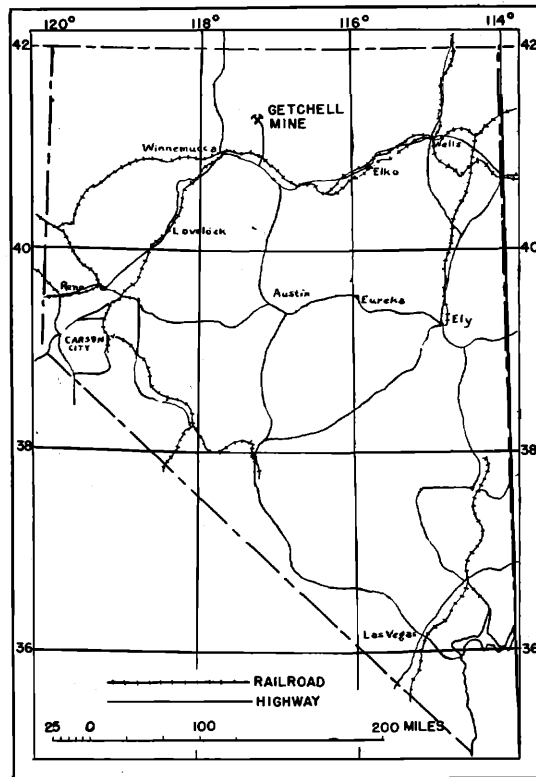 120° 118° 116° 114°
42 42
GETCHELL
MINE
Winnemucca
Wells
Elko
40 40
Lovelock
Reno
Austin
Eureka
Ely
CARSON
CITY
38 38
Las Vegas
36 36
RAILROAD
HIGHWAY
25 0 100 200 MILES